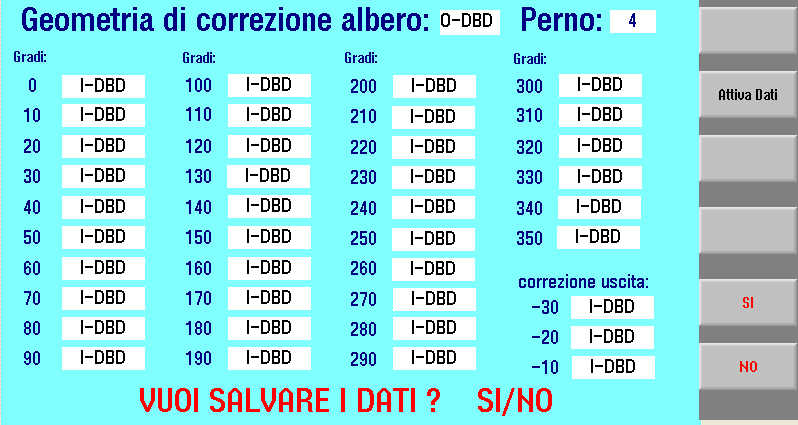 Geometria di correzione albero: O-DBD Perno: 4
Gradi: Gradi: Gradi: Gradi:
0 I-DBD 100 I-DBD 200 I-DBD 300 I-DBD
Attiva Dati
10 I-DBD 110 I-DBD 210 I-DBD 310 I-DBD
20 I-DBD 120 I-DBD 220 I-DBD 320 I-DBD
30 I-DBD 130 I-DBD 230 I-DBD 330 I-DBD
40 I-DBD 140 I-DBD 240 I-DBD 340 I-DBD
50 I-DBD 150 I-DBD 250 I-DBD 350 I-DBD
60 I-DBD 160 I-DBD 260 I-DBD
correzione uscita:
70 I-DBD 170 I-DBD 270 I-DBD -30 I-DBD SI
80 I-DBD 180 I-DBD 280 I-DBD -20 I-DBD
90 I-DBD 190 I-DBD 290 I-DBD -10 I-DBD NO
VUOI SALVARE I DATI ? SI/NO